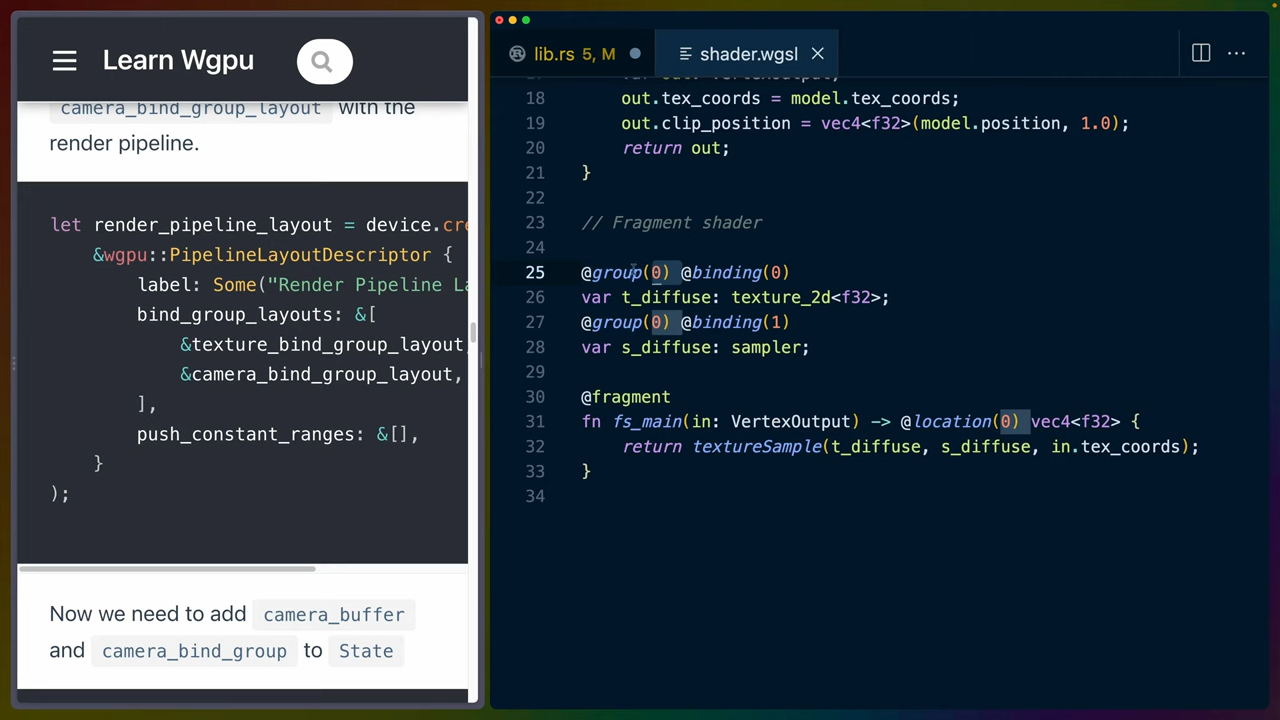 Learn Wgpu
camera_bind_group_layout with the
render pipeline.
let render_pipeline_layout = device.cre
&wgpu::PipelineLayoutDescriptor {
label: Some("Render Pipeline La
bind_group_layouts: &[
&texture_bind_group_layout,
&camera_bind_group_layout,
],
push_constant_ranges: &[],
}
);
Now we need to add camera_buffer
and camera_bind_group to State
lib.rs 5, M
shader.wgsl
18 out.tex_coords = model.tex_coords;
19 out.clip_position = vec4<f32>(model.position, 1.0);
20 return out;
21 }
22
23 // Fragment shader
24
25 @group(0) @binding(0)
26 var t_diffuse: texture_2d<f32>;
27 @group(0) @binding(1)
28 var s_diffuse: sampler;
29
30 @fragment
31 fn fs_main(in: VertexOutput) -> @location(0) vec4<f32> {
32 return textureSample(t_diffuse, s_diffuse, in.tex_coords);
33 }
34